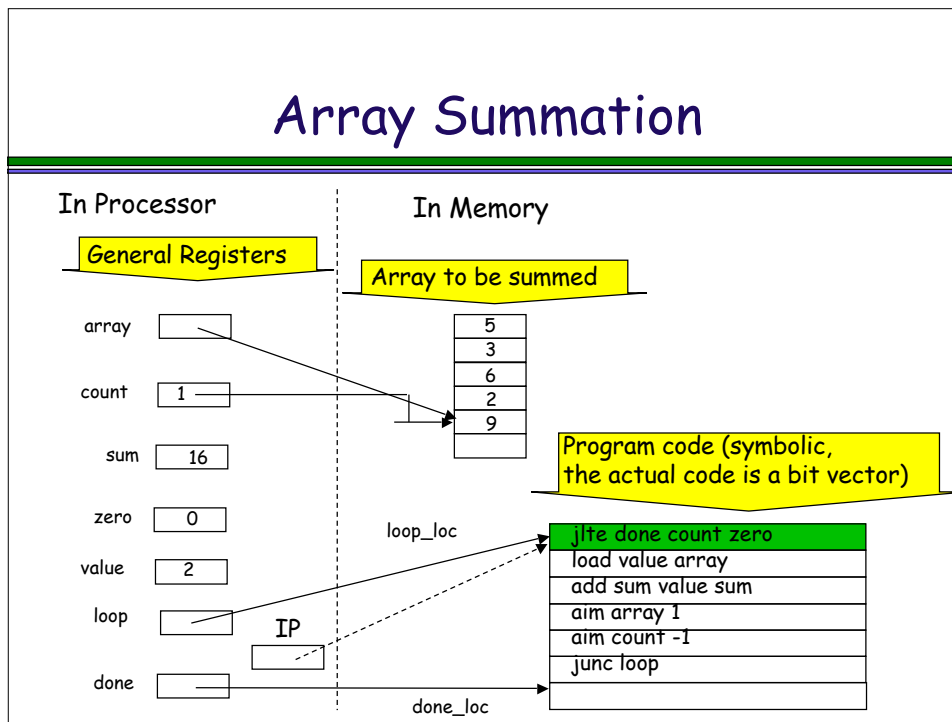 Array Summation
In Processor
In Memory
General Registers
Array to be summed
array
5
3
6
2
9
count
1
sum
16
Program code (symbolic,
the actual code is a bit vector)
zero
0
value
2
loop
IP
done
loop_loc
jlte done count zero
load value array
add sum value sum
aim array 1
aim count -1
junc loop
done_loc